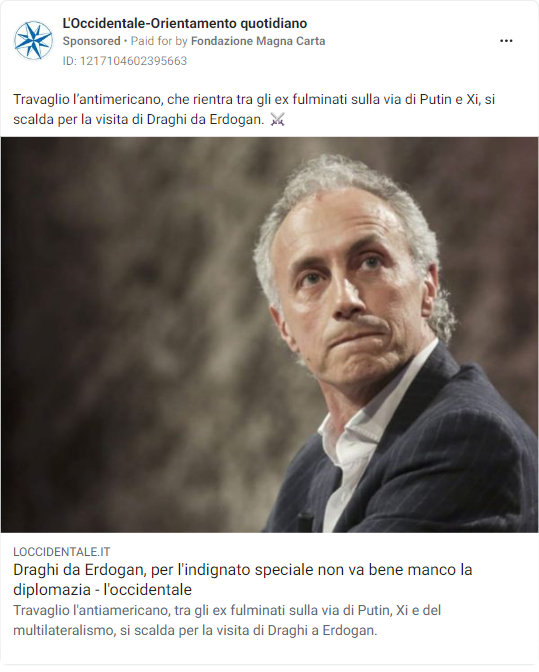 L'Occidentale-Orientamento quotidiano
Sponsored • Paid for by Fondazione Magna Carta
ID: 1217104602395663
Travaglio l'antimericano, che rientra tra gli ex fulminati sulla via di Putin e Xi, si
scalda per la visita di Draghi da Erdogan. ⚔️
LOCCIDENTALE.IT
Draghi da Erdogan, per l'indignato speciale non va bene manco la
diplomazia - l'occidentale
Travaglio l'antiamericano, tra gli ex fulminati sulla via di Putin, Xi e del
multilateralismo, si scalda per la visita di Draghi a Erdogan.